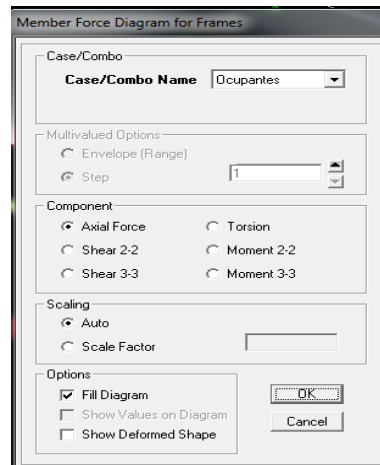 Member Force Diagram for Frames
Case/Combo
Case/Combo Name Ocupantes
Multivalued Options
Envelope (Range)
Step 1
Component
Axial Force Torsion
Shear 2-2 Moment 2-2
Shear 3-3 Moment 3-3
Scaling
Auto
Scale Factor
Options
Fill Diagram OK
Show Values on Diagram
Cancel
Show Deformed Shape